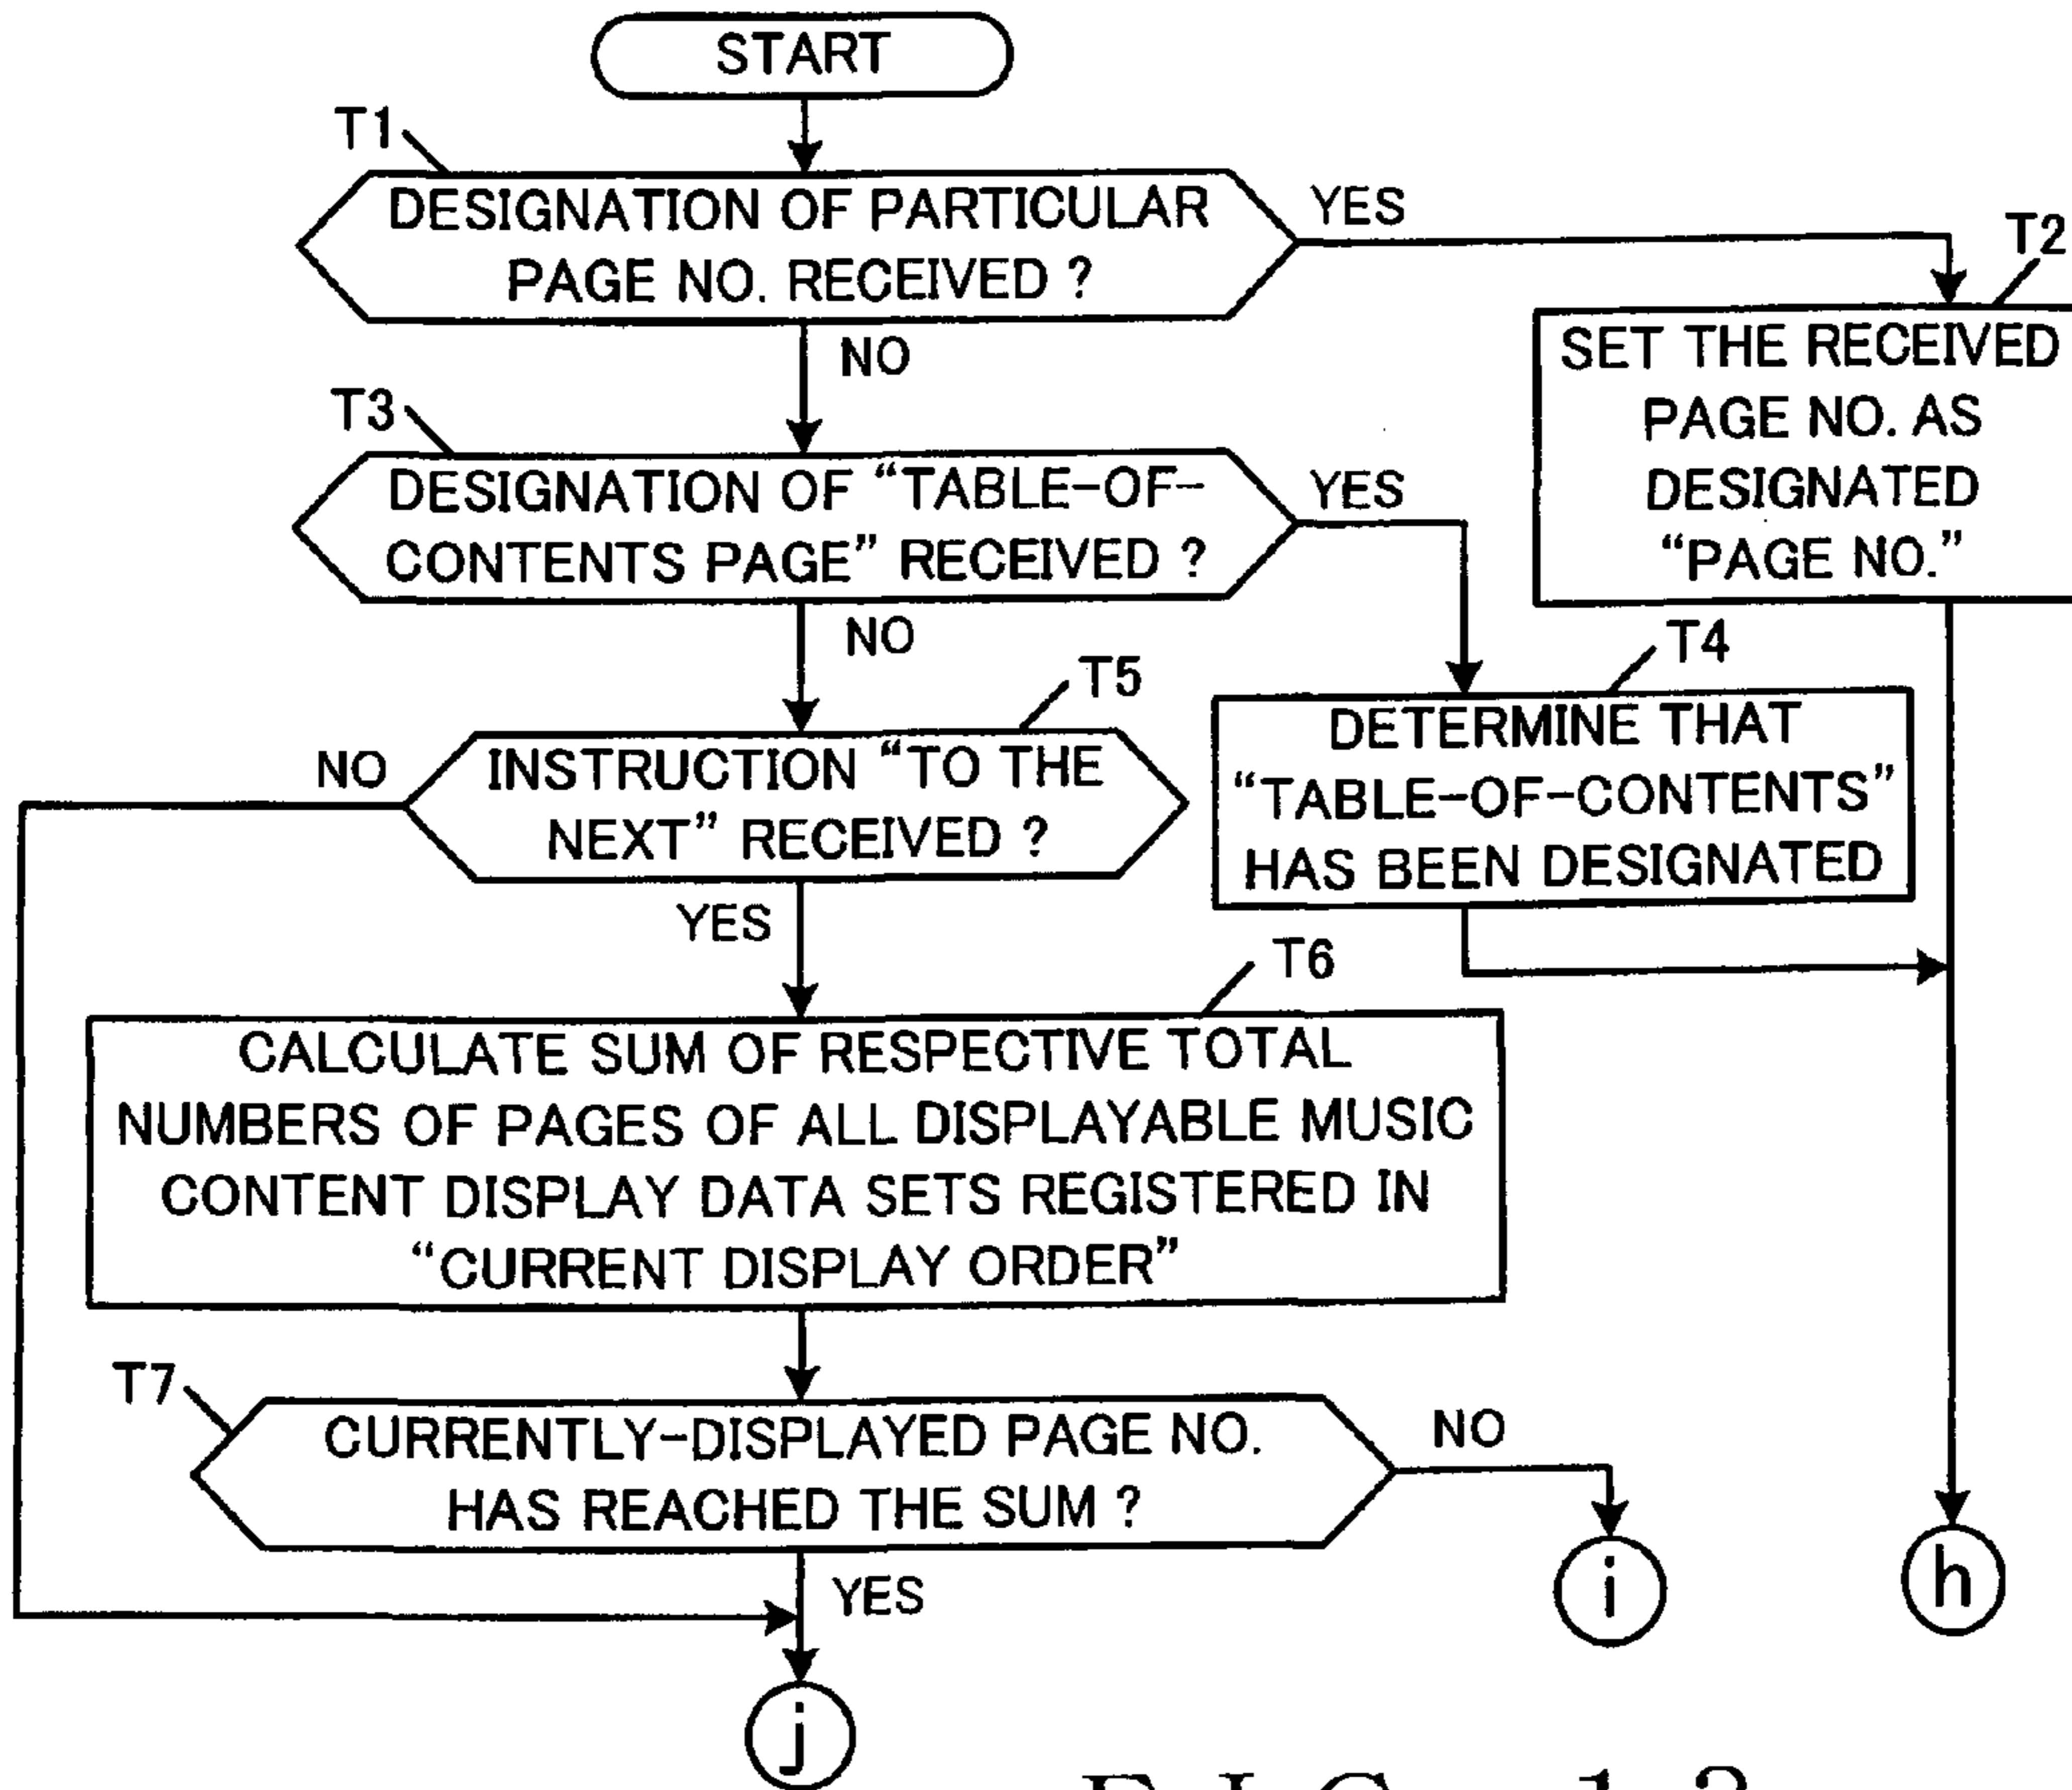 START
T1
DESIGNATION OF PARTICULAR
PAGE NO. RECEIVED ?
YES
NO
T2
SET THE RECEIVED
PAGE NO. AS
DESIGNATED
“PAGE NO.”
T3
DESIGNATION OF “TABLE-OF-
CONTENTS PAGE” RECEIVED ?
YES
NO
T4
DETERMINE THAT
“TABLE-OF-CONTENTS”
HAS BEEN DESIGNATED
T5
INSTRUCTION “TO THE
NEXT” RECEIVED ?
NO
YES
T6
CALCULATE SUM OF RESPECTIVE TOTAL
NUMBERS OF PAGES OF ALL DISPLAYABLE MUSIC
CONTENT DISPLAY DATA SETS REGISTERED IN
“CURRENT DISPLAY ORDER”
T7
CURRENTLY-DISPLAYED PAGE NO.
HAS REACHED THE SUM ?
NO
YES
i
h
j